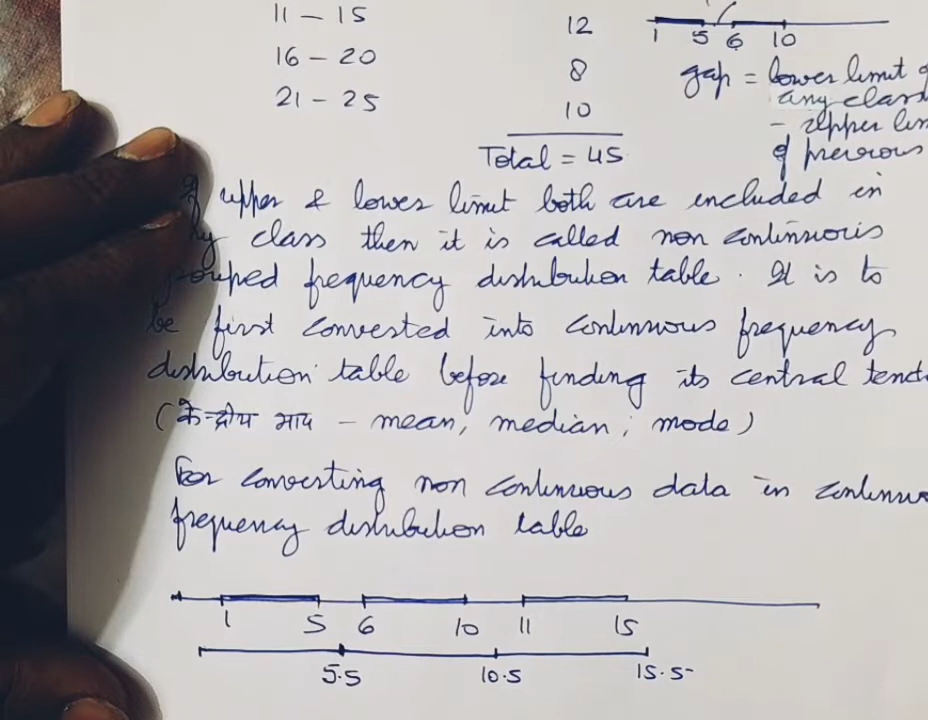 11 – 15 12
16 – 20 8
21 – 25 10
Total = 45
1 5 6 10
gap = lower limit
any class
– upper
of previous
upper & lower limit both are included in
class then it is called non continuous
grouped frequency distribution table. It is to
be first converted into continuous frequency
distribution table before finding its central
(केन्द्रीय माप – mean, median, mode)
For converting non continuous data in
frequency distribution table
1 5 6 10 11 15
5.5 10.5 15.5